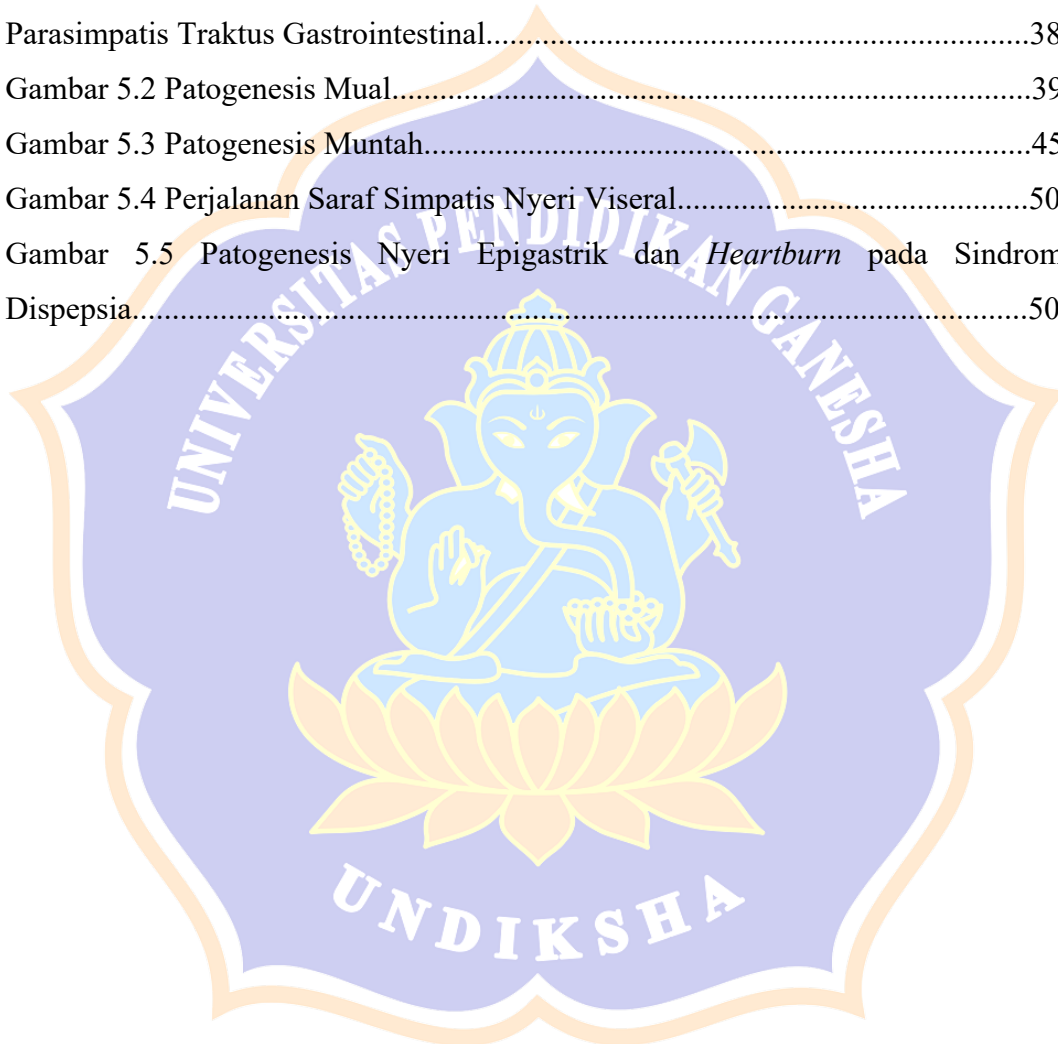 Parasimpatis Traktus Gastrointestinal..................................................................................38
Gambar 5.2 Patogenesis Mual................................................................................................39
Gambar 5.3 Patogenesis Muntah...........................................................................................45
Gambar 5.4 Perjalanan Saraf Simpatis Nyeri Viseral....................................................50
Gambar 5.5 Patogenesis Nyeri Epigastrik dan Heartburn pada Sindrom
Dispepsia.....................................................................................................................................50
UNIVERSITAS PENDIDIKAN GANESHA
UNDIKSHA